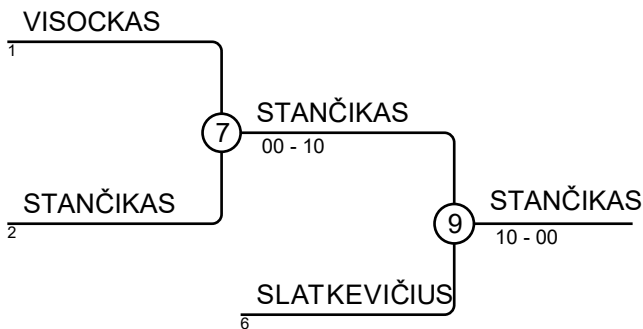 VISOCKAS
1
7
STANČIKAS
00 - 10
STANČIKAS
2
9
STANČIKAS
10 - 00
SLATKEVIČIUS
6